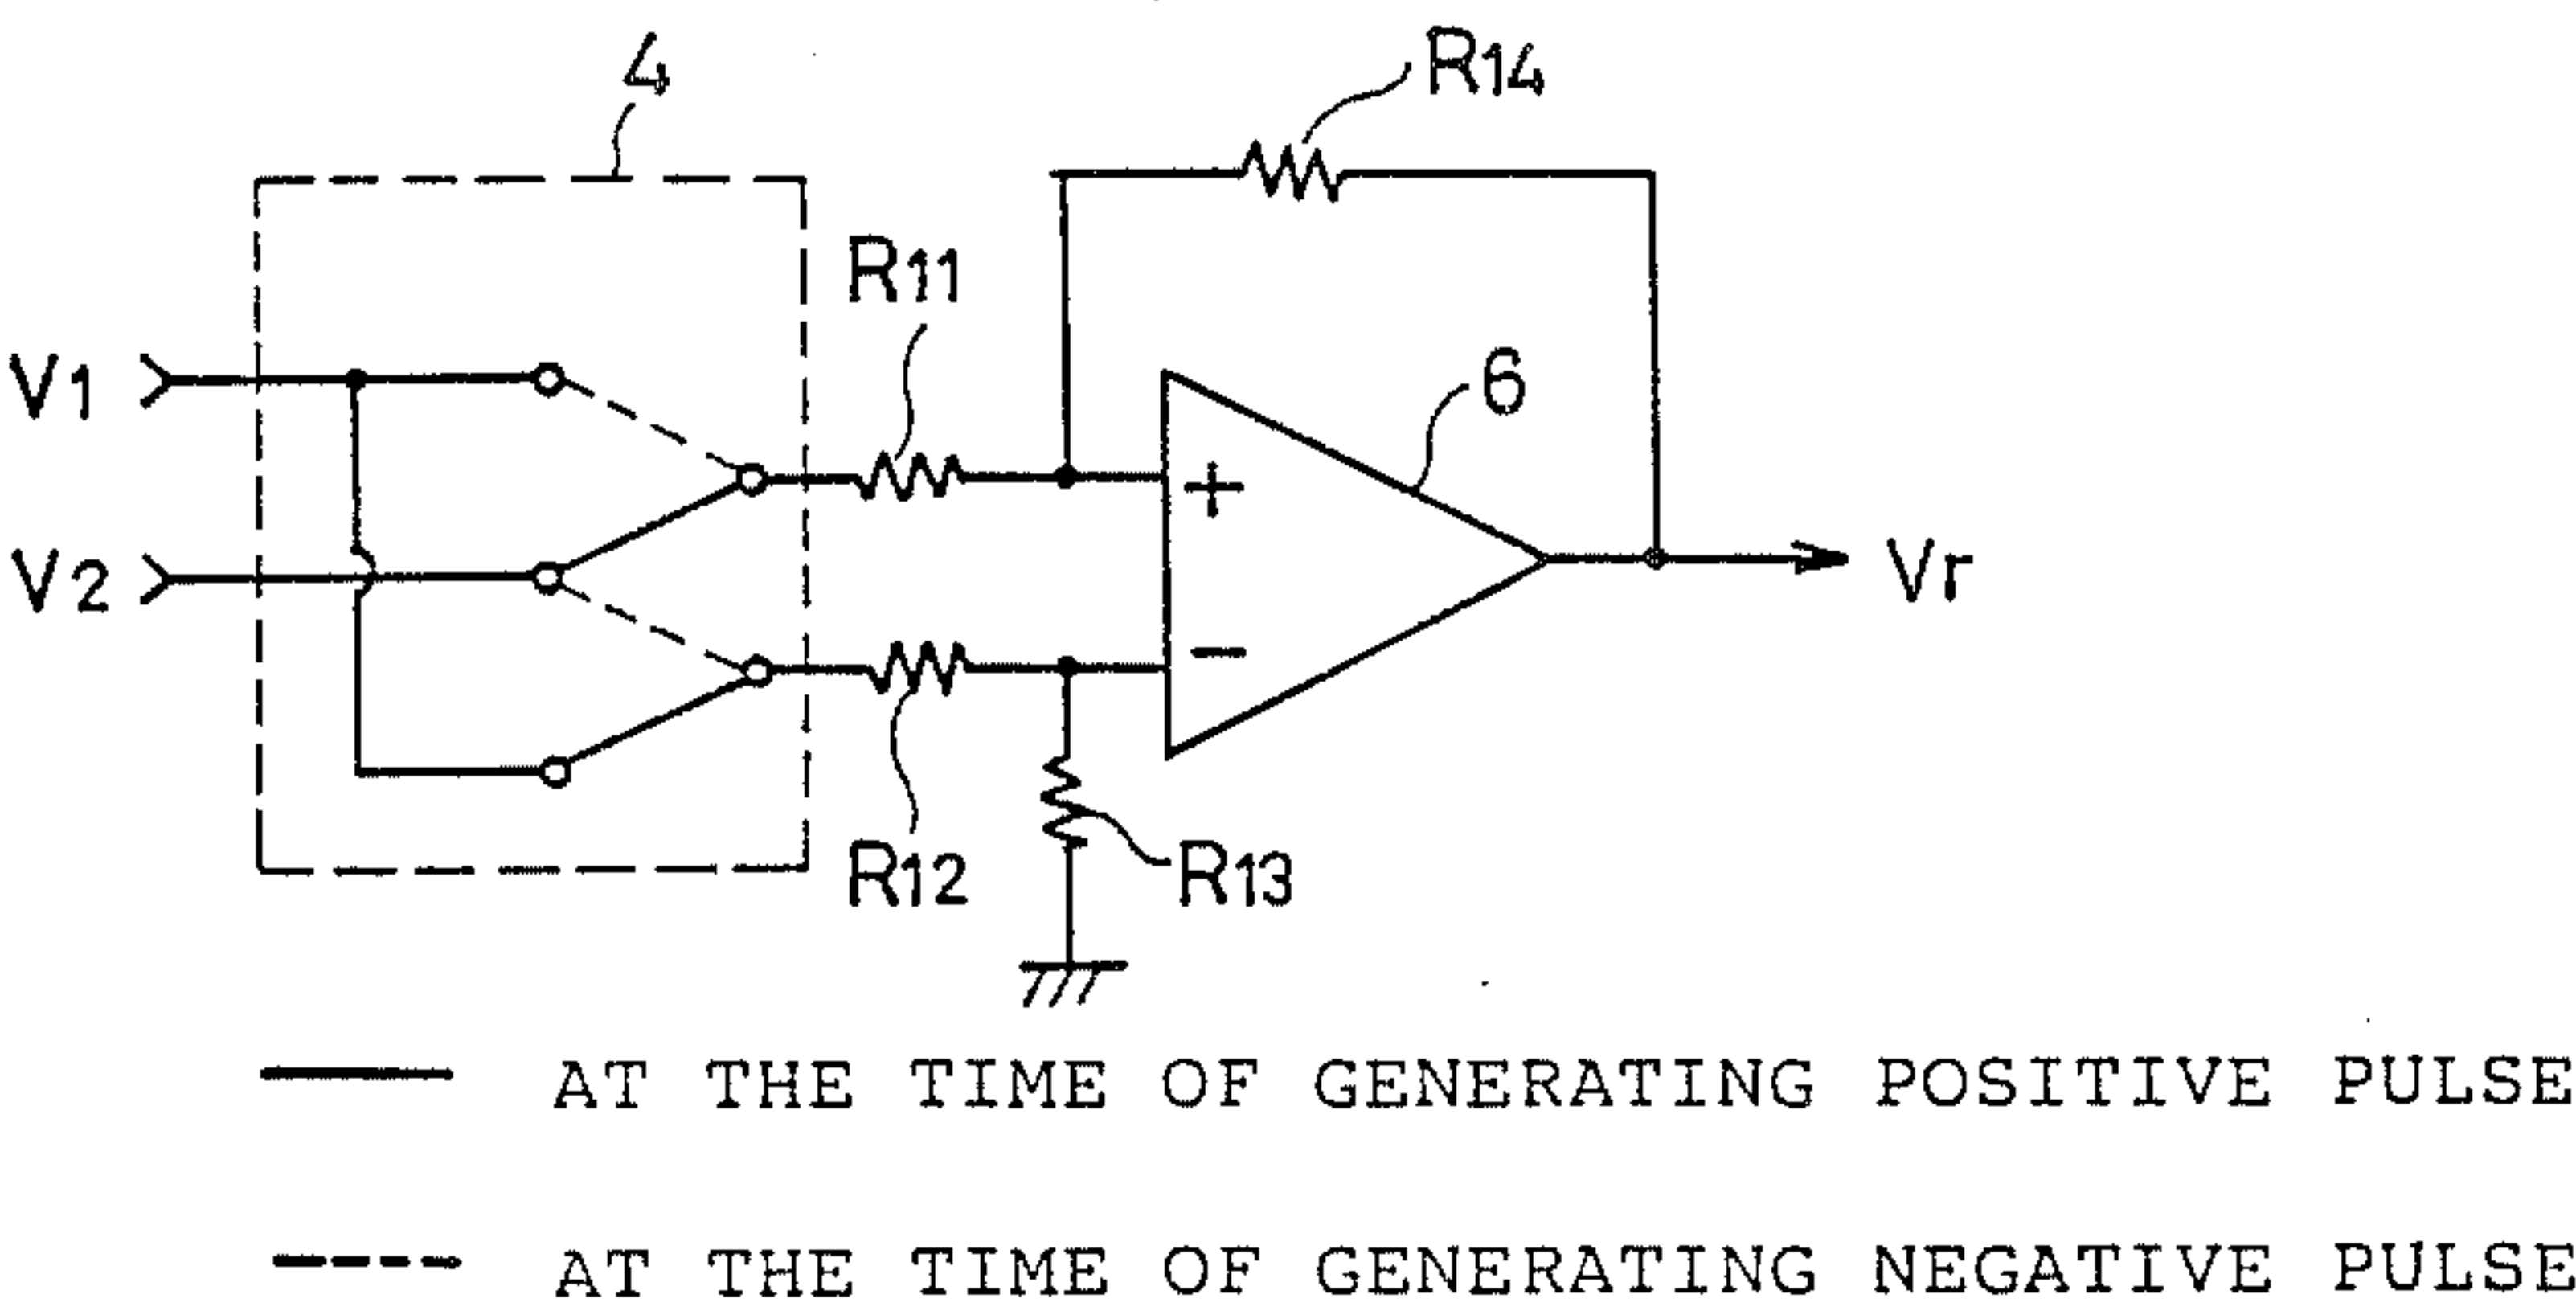 4
R14
R11
V1
6
+
V2
Vr
-
R12
R13
AT THE TIME OF GENERATING POSITIVE PULSE
AT THE TIME OF GENERATING NEGATIVE PULSE